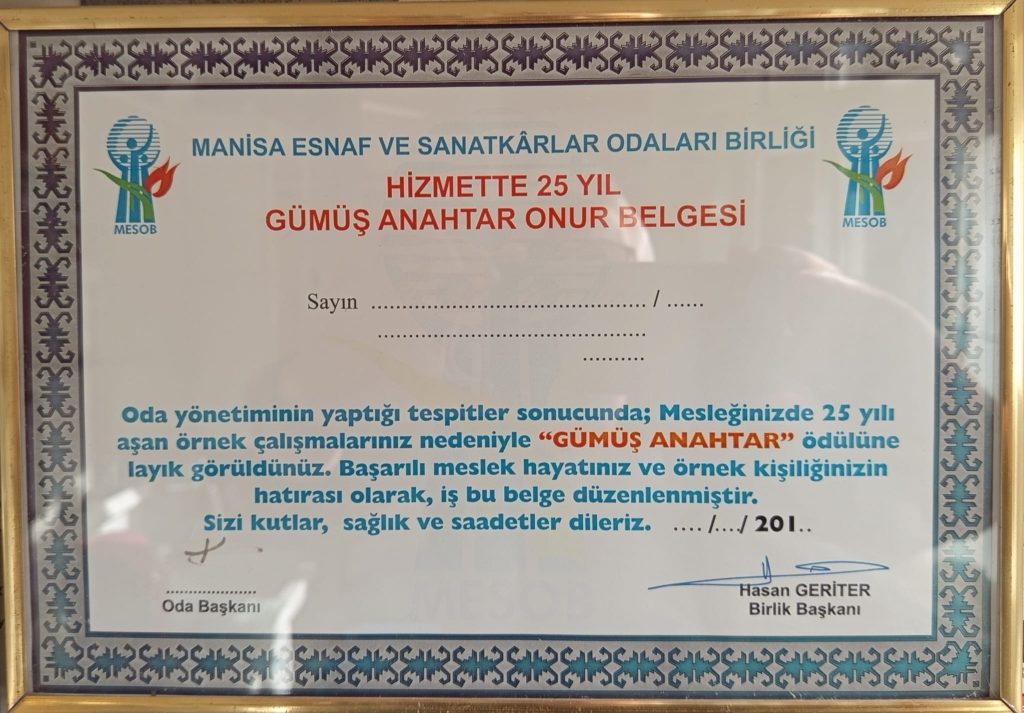 MANİSA ESNAF VE SANATKÂRLAR ODALARI BİRLİĞİ
MESOB
MESOB
HİZMETTE 25 YIL
GÜMÜŞ ANAHTAR ONUR BELGESİ
Sayın ............................................ / ......
...........................................
..........
Oda yönetiminin yaptığı tespitler sonucunda; Mesleğinizde 25 yılı
aşan örnek çalışmalarınız nedeniyle “GÜMÜŞ ANAHTAR” ödülüne
layık görüldünüz. Başarılı meslek hayatınız ve örnek kişiliğinizin
hatırası olarak, iş bu belge düzenlenmiştir.
Sizi kutlar, sağlık ve saadetler dileriz. ..../..../ 201..
.....................
Oda Başkanı
Hasan GERİTER
Birlik Başkanı